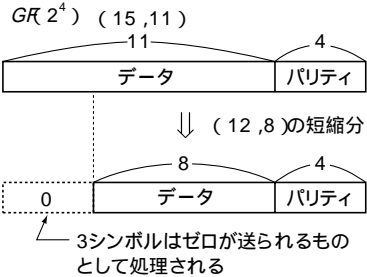 GF(2⁴) (15,11)
11 4
データ パリティ
⇓ (12,8)の短縮分
8 4
0 データ パリティ
3シンボルはゼロが送られるもの
として処理される